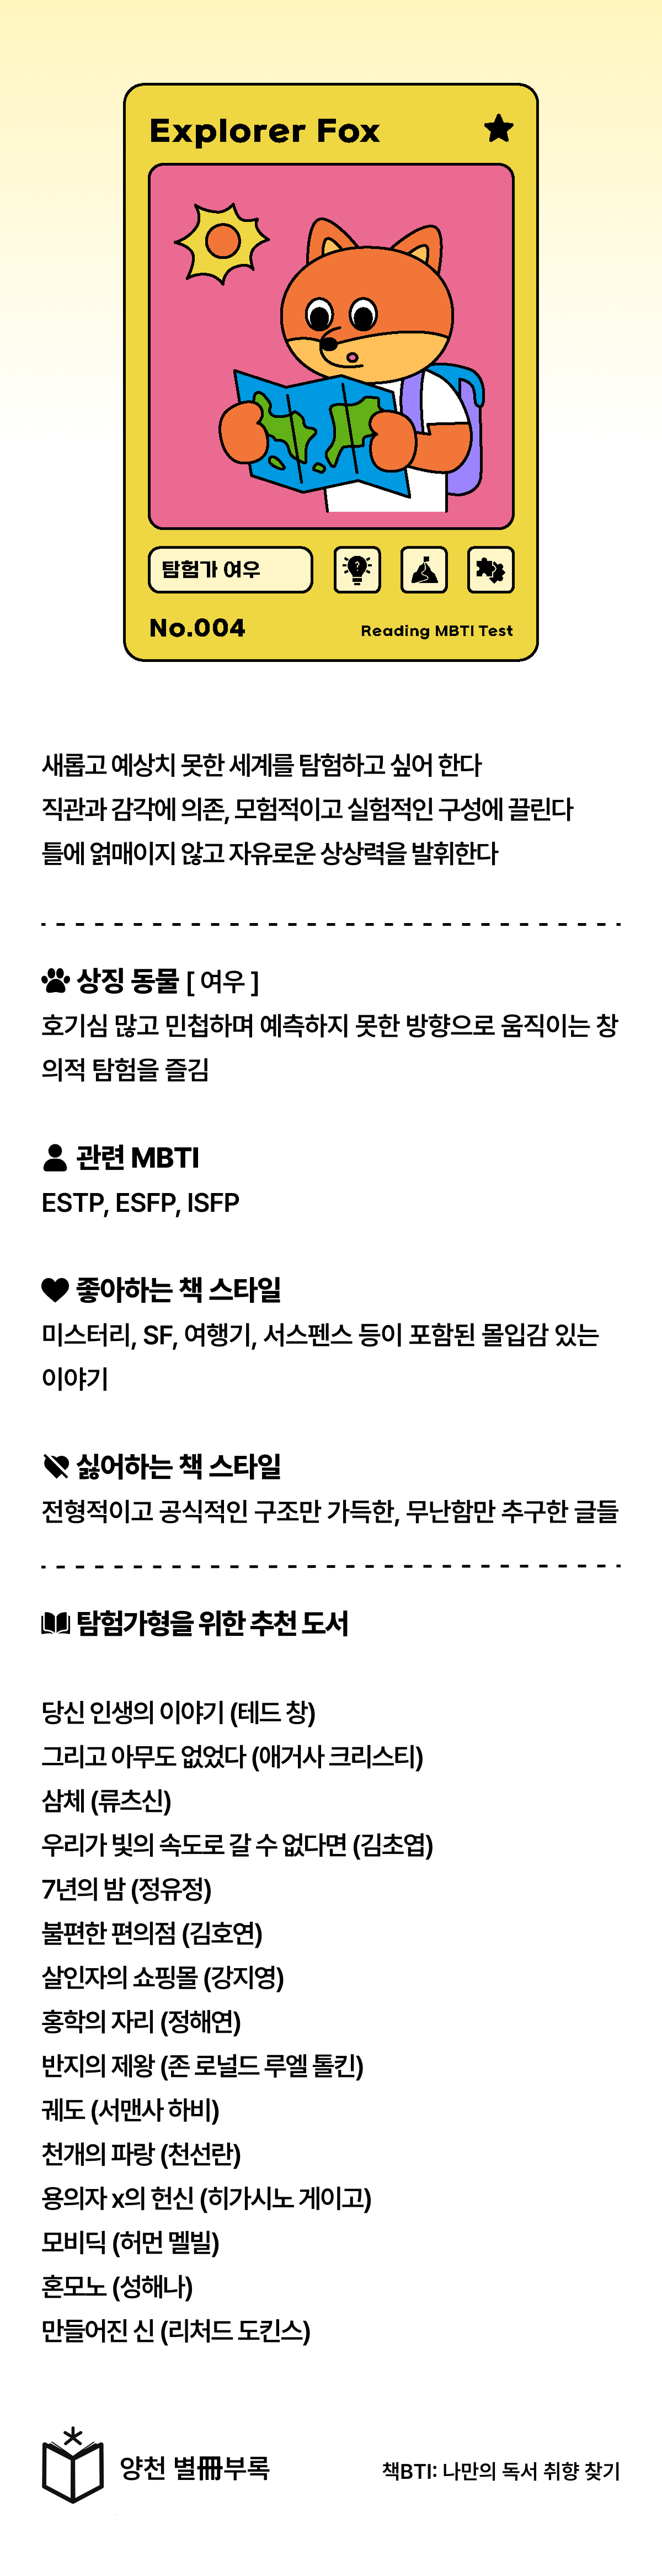 Explorer Fox
탐험가 여우
?
No.004
Reading MBTI Test
새롭고 예상치 못한 세계를 탐험하고 싶어 한다
직관과 감각에 의존, 모험적이고 실험적인 구성에 끌린다
틀에 얽매이지 않고 자유로운 상상력을 발휘한다
상징 동물 [ 여우 ]
호기심 많고 민첩하며 예측하지 못한 방향으로 움직이는 창
의적 탐험을 즐김
관련 MBTI
ESTP, ESFP, ISFP
좋아하는 책 스타일
미스터리, SF, 여행기, 서스펜스 등이 포함된 몰입감 있는
이야기
싫어하는 책 스타일
전형적이고 공식적인 구조만 가득한, 무난함만 추구한 글들
탐험가형을 위한 추천 도서
당신 인생의 이야기 (테드 창)
그리고 아무도 없었다 (애거사 크리스티)
삼체 (류츠신)
우리가 빛의 속도로 갈 수 없다면 (김초엽)
7년의 밤 (정유정)
불편한 편의점 (김호연)
살인자의 쇼핑몰 (강지영)
홍학의 자리 (정해연)
반지의 제왕 (존 로널드 루엘 톨킨)
궤도 (서맨사 하비)
천개의 파랑 (천선란)
용의자 x의 헌신 (히가시노 게이고)
모비딕 (허먼 멜빌)
혼모노 (성해나)
만들어진 신 (리처드 도킨스)
양천 별冊부록
책BTI: 나만의 독서 취향 찾기